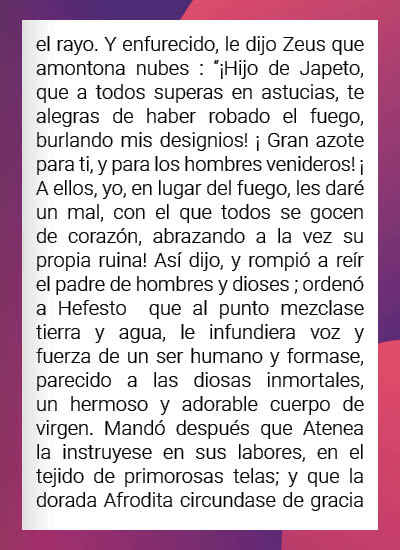 el rayo. Y enfurecido, le dijo Zeus que
amontona nubes : “¡Hijo de Japeto,
que a todos superas en astucias, te
alegras de haber robado el fuego,
burlando mis designios! ¡ Gran azote
para ti, y para los hombres venideros! ¡
A ellos, yo, en lugar del fuego, les daré
un mal, con el que todos se gocen
de corazón, abrazando a la vez su
propia ruina! Así dijo, y rompió a reír
el padre de hombres y dioses ; ordenó
a Hefesto  que al punto mezclase
tierra y agua, le infundiera voz y
fuerza de un ser humano y formase,
parecido a las diosas inmortales,
un hermoso y adorable cuerpo de
virgen. Mandó después que Atenea
la instruyese en sus labores, en el
tejido de primorosas telas; y que la
dorada Afrodita circundase de gracia